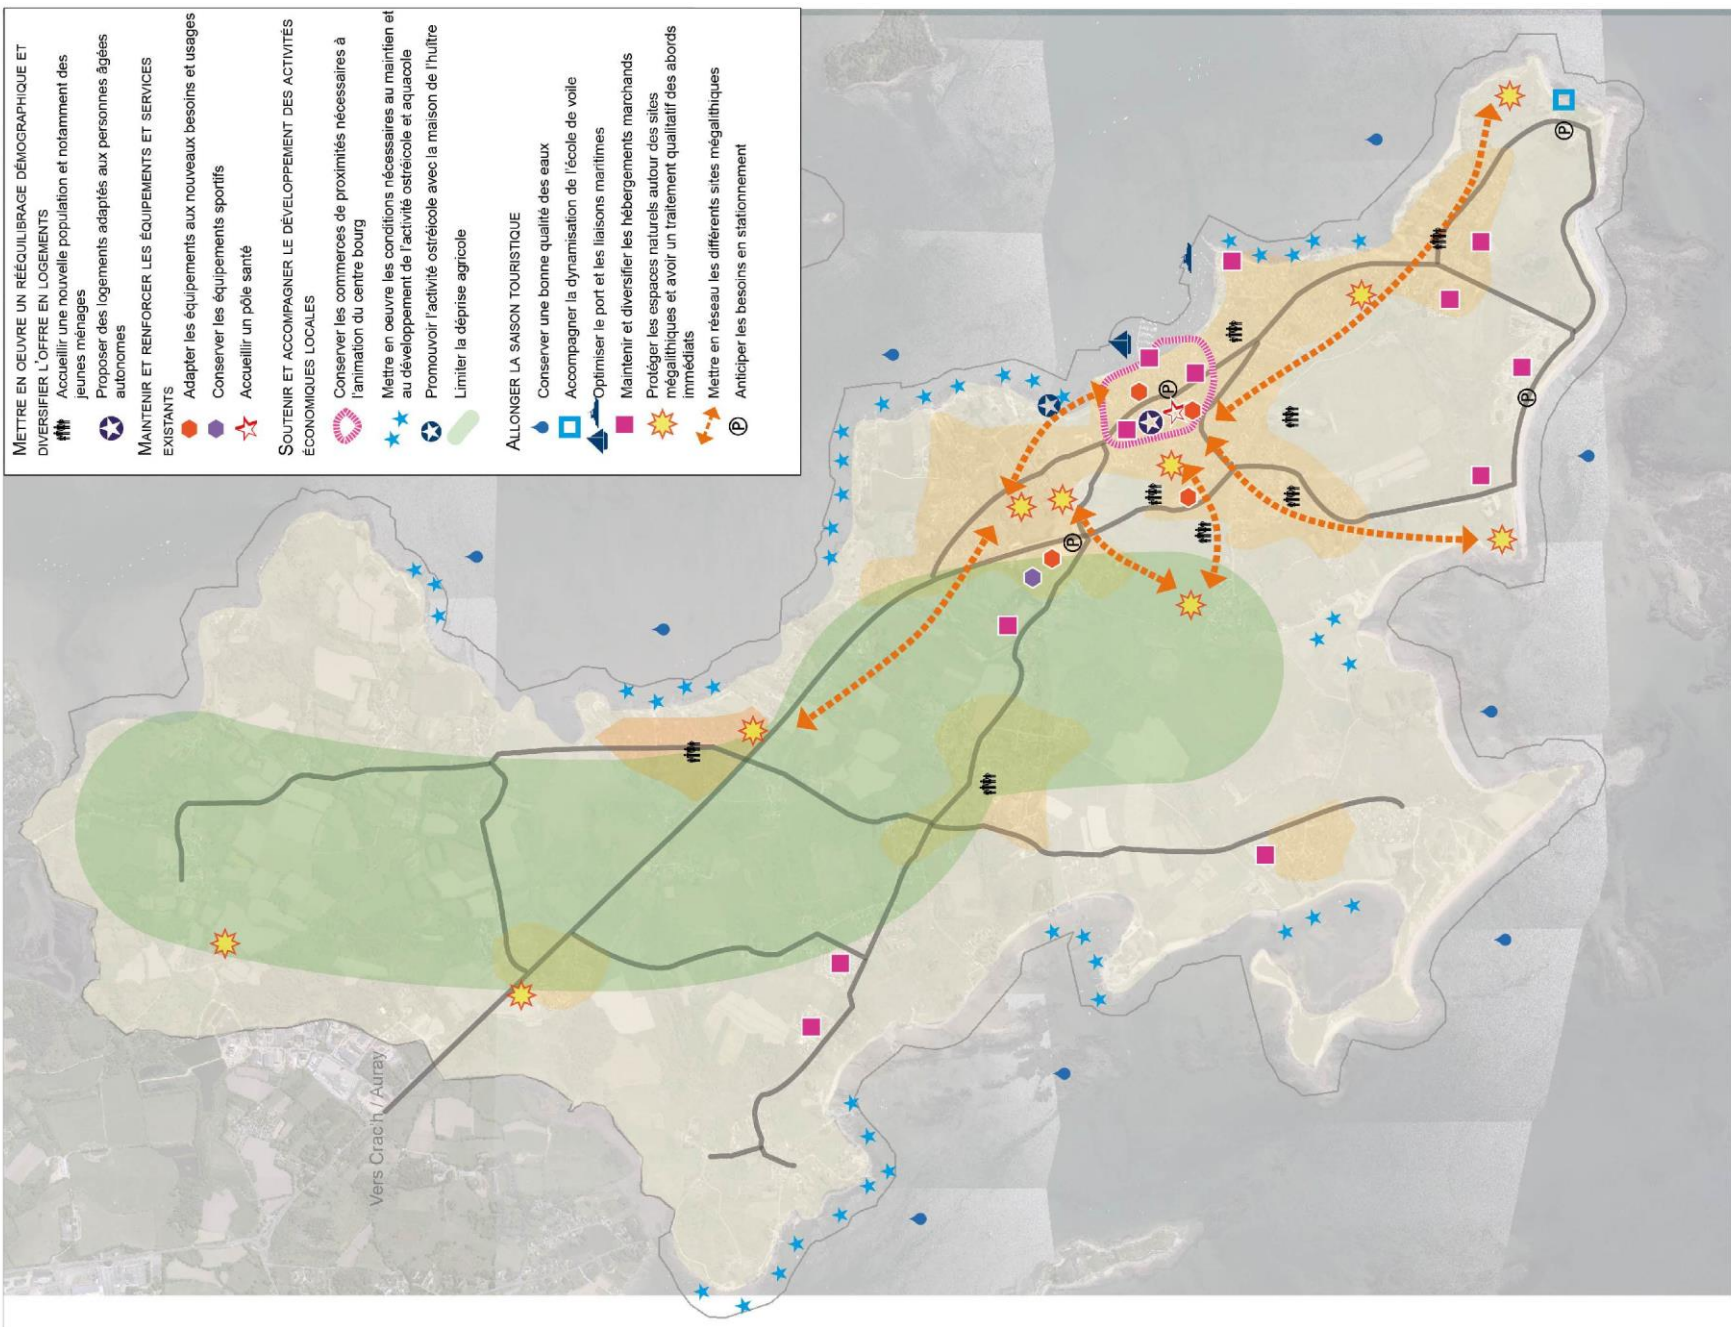 METTRE EN OEUVRE UN RÉÉQUILIBRAGE DÉMOGRAPHIQUE ET
DIVERSIFIER L'OFFRE EN LOGEMENTS
Accueillir une nouvelle population et notamment des
jeunes ménages
Proposer des logements adaptés aux personnes âgées
autonomes
MAINTENIR ET RENFORCER LES ÉQUIPEMENTS ET SERVICES
EXISTANTS
Adapter les équipements aux nouveaux besoins et usages
Conserver les équipements sportifs
Accueillir un pôle santé
SOUTENIR ET ACCOMPAGNER LE DÉVELOPPEMENT DES ACTIVITÉS
ÉCONOMIQUES LOCALES
Conserver les commerces de proximités nécessaires à
l'animation du centre bourg
Mettre en oeuvre les conditions nécessaires au maintien et
au développement de l'activité ostréicole et aquacole
Promouvoir l'activité ostréicole avec la maison de l'huître
Limiter la déprise agricole
ALLONGER LA SAISON TOURISTIQUE
Conserver une bonne qualité des eaux
Accompagner la dynamisation de l'école de voile
Optimiser le port et les liaisons maritimes
Maintenir et diversifier les hébergements marchands
Protéger les espaces naturels autour des sites
mégalithiques et avoir un traitement qualitatif des abords
immédiats
Mettre en réseau les différents sites mégalithiques
P Anticiper les besoins en stationnement
Vers Crac'h / Auray
P
P
P
P